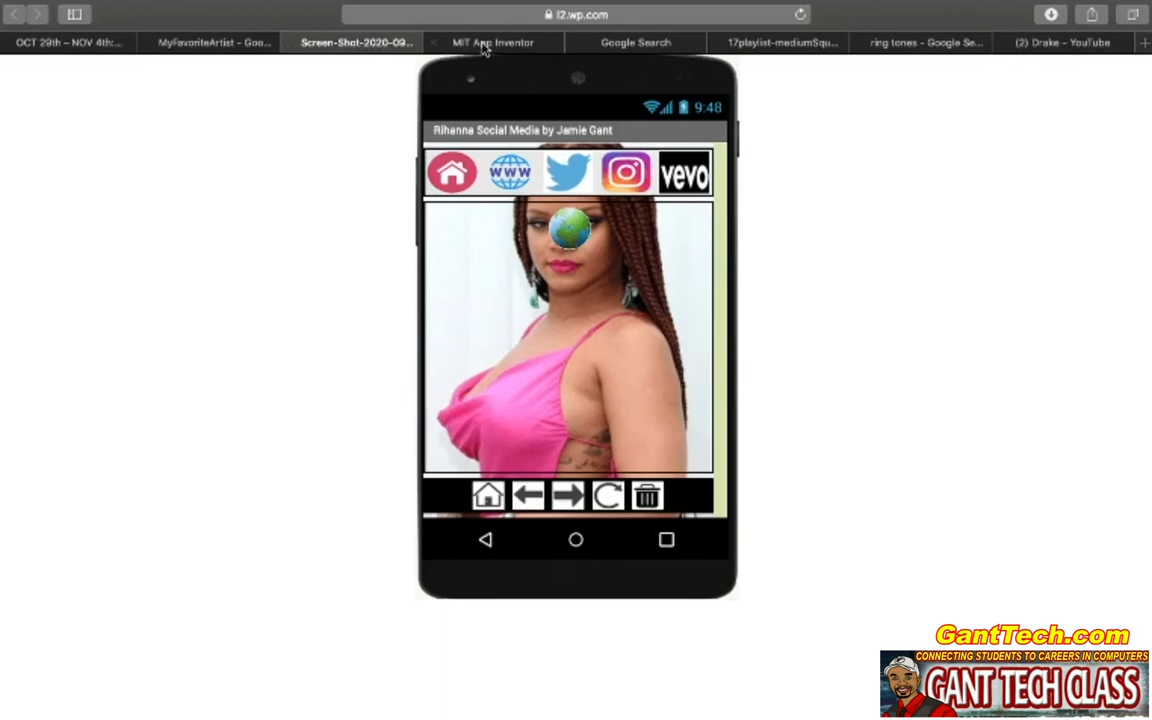 i2.wp.com
OCT 29th – NOV 4th:...
MyFavoriteArtist – Goo...
Screen-Shot-2020-09...
MIT App Inventor
Google Search
17playlist-mediumSqu...
ring tones - Google Se...
(2) Drake - YouTube
9:48
Rihanna Social Media by Jamie Gant
WWW
vevo
GantTech.com
CONNECTING STUDENTS TO CAREERS IN COMPUTERS
GANT TECH CLASS